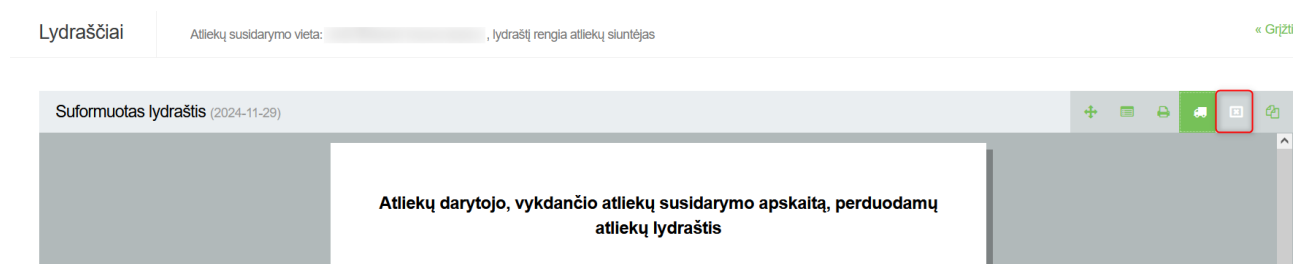 Lydraščiai
Atliekų susidarymo vieta: , lydraštį rengia atliekų siuntėjas
« Grįžti
Suformuotas lydraštis (2024-11-29)
Atliekų darytojo, vykdančio atliekų susidarymo apskaitą, perduodamų
atliekų lydraštis